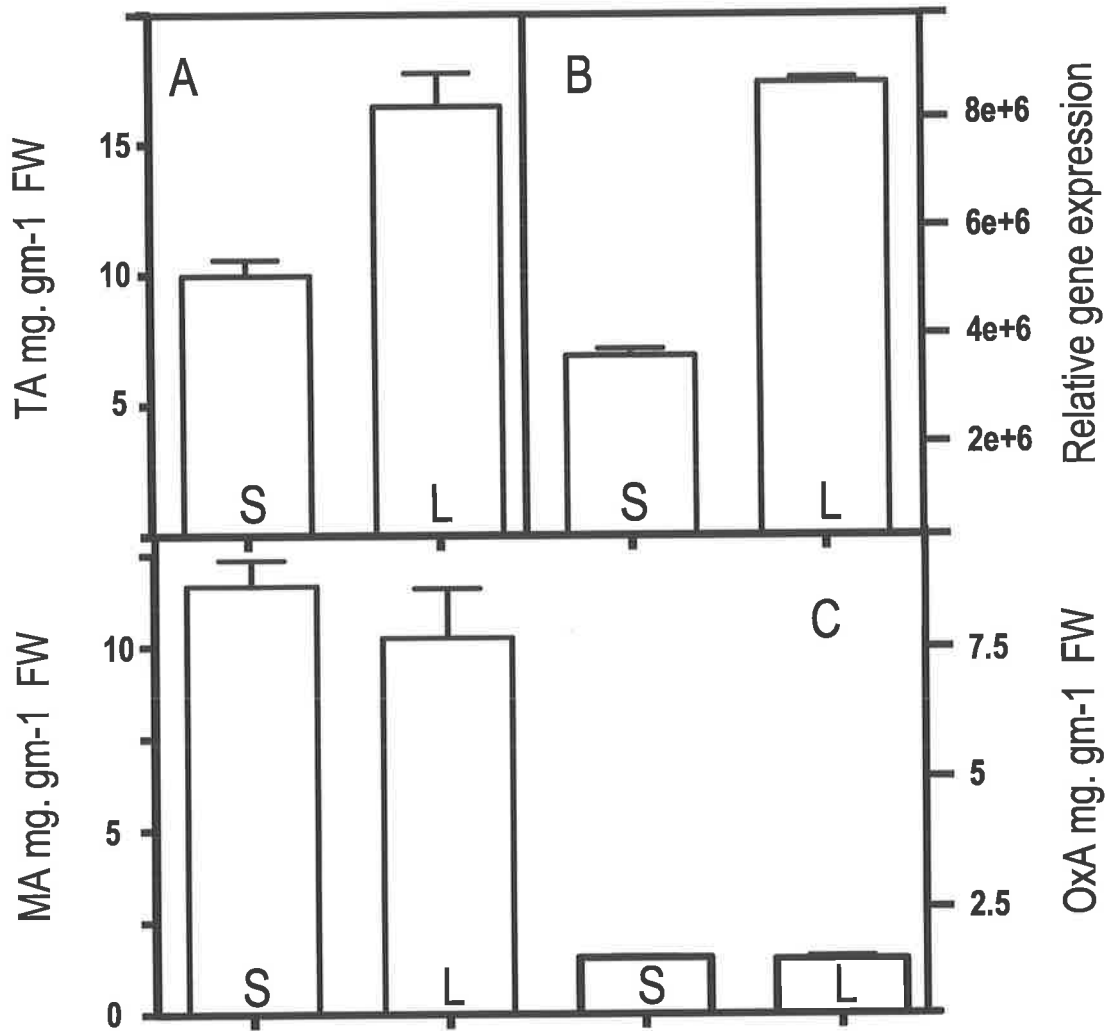 A
B
TA mg. gm-1 FW
15
10
5
S
L
S
L
8e+6
6e+6
4e+6
2e+6
Relative gene expression
C
MA mg. gm-1 FW
10
5
0
S
L
S
L
7.5
5
2.5
OxA mg. gm-1 FW